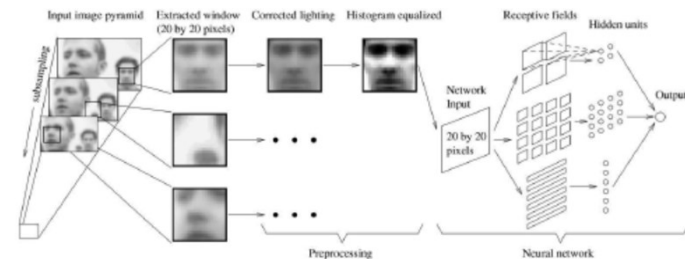 Input image pyramid
Extracted window
(20 by 20 pixels)
Corrected lighting
Histogram equalized
Receptive fields
Hidden units
subsampling
Network
Input
Output
20 by 20
pixels
Preprocessing
Neural network